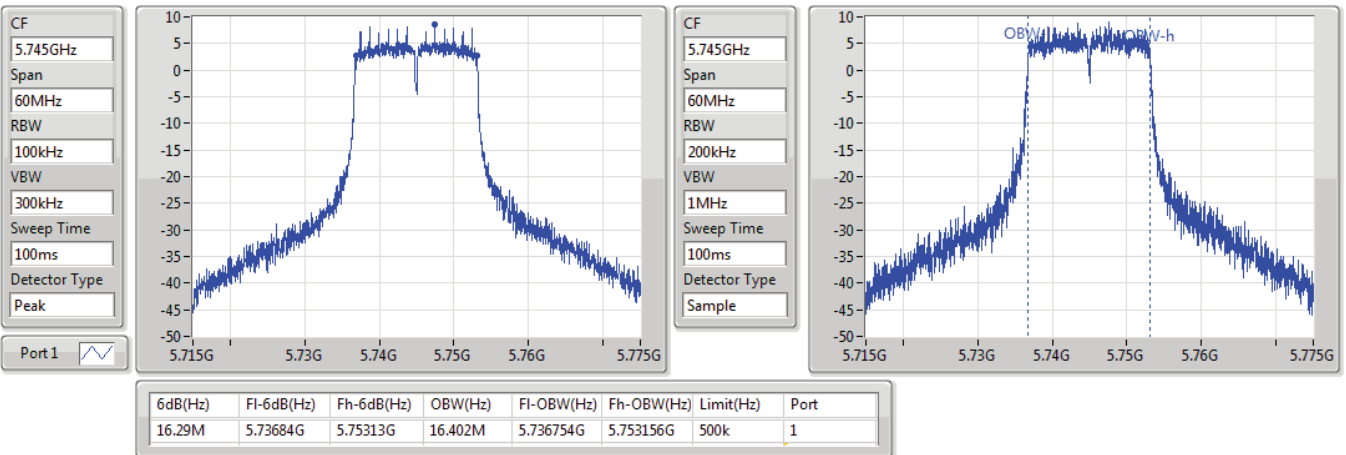 CF
5.745GHz
Span
60MHz
RBW
100kHz
VBW
300kHz
Sweep Time
100ms
Detector Type
Peak
Port 1
10
5
0
-5
-10
-15
-20
-25
-30
-35
-40
-45
-50
5.715G 5.73G 5.74G 5.75G 5.76G 5.775G
CF
5.745GHz
Span
60MHz
RBW
200kHz
VBW
1MHz
Sweep Time
100ms
Detector Type
Sample
10
5
0
-5
-10
-15
-20
-25
-30
-35
-40
-45
-50
OBW-h
5.715G 5.73G 5.74G 5.75G 5.76G 5.775G
6dB(Hz) Fl-6dB(Hz) Fh-6dB(Hz) OBW(Hz) Fl-OBW(Hz) Fh-OBW(Hz) Limit(Hz) Port
16.29M 5.73684G 5.75313G 16.402M 5.736754G 5.753156G 500k 1